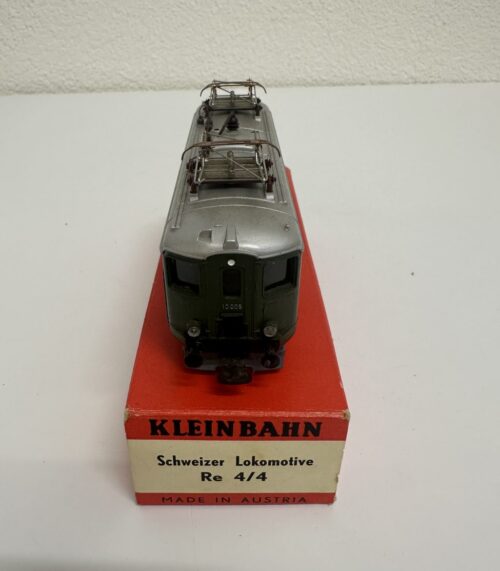 KLEINBAHN
Schweizer Lokomotive
Re 4/4
MADE IN AUSTRIA